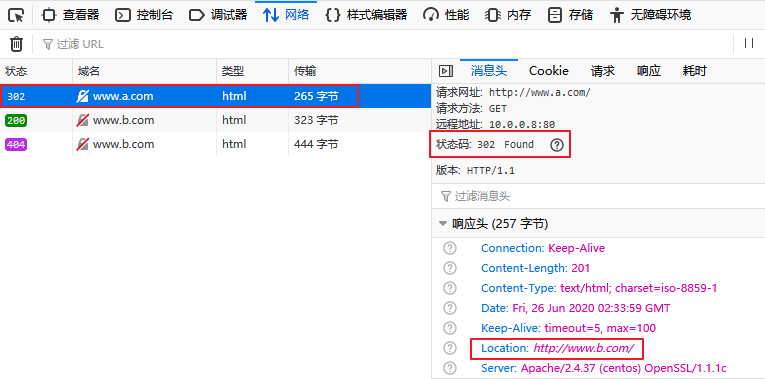 查看器 控制台 调试器 网络 样式编辑器 性能 内存 存储 无障碍环境
过滤 URL
状态 域名 类型 传输
302 www.a.com html 265 字节
200 www.b.com html 323 字节
404 www.b.com html 444 字节
消息头 Cookie 请求 响应 耗时
请求网址: http://www.a.com/
请求方法: GET
远程地址: 10.0.0.8:80
状态码: 302 Found ?
版本: HTTP/1.1
过滤消息头
响应头 (257 字节)
? Connection: Keep-Alive
? Content-Length: 201
? Content-Type: text/html; charset=iso-8859-1
? Date: Fri, 26 Jun 2020 02:33:59 GMT
? Keep-Alive: timeout=5, max=100
? Location: http://www.b.com/
? Server: Apache/2.4.37 (centos) OpenSSL/1.1.1c